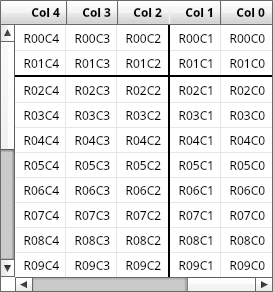 Col 4 Col 3 Col 2 Col 1 Col 0
R00C4 R00C3 R00C2 R00C1 R00C0
R01C4 R01C3 R01C2 R01C1 R01C0
R02C4 R02C3 R02C2 R02C1 R02C0
R03C4 R03C3 R03C2 R03C1 R03C0
R04C4 R04C3 R04C2 R04C1 R04C0
R05C4 R05C3 R05C2 R05C1 R05C0
R06C4 R06C3 R06C2 R06C1 R06C0
R07C4 R07C3 R07C2 R07C1 R07C0
R08C4 R08C3 R08C2 R08C1 R08C0
R09C4 R09C3 R09C2 R09C1 R09C0